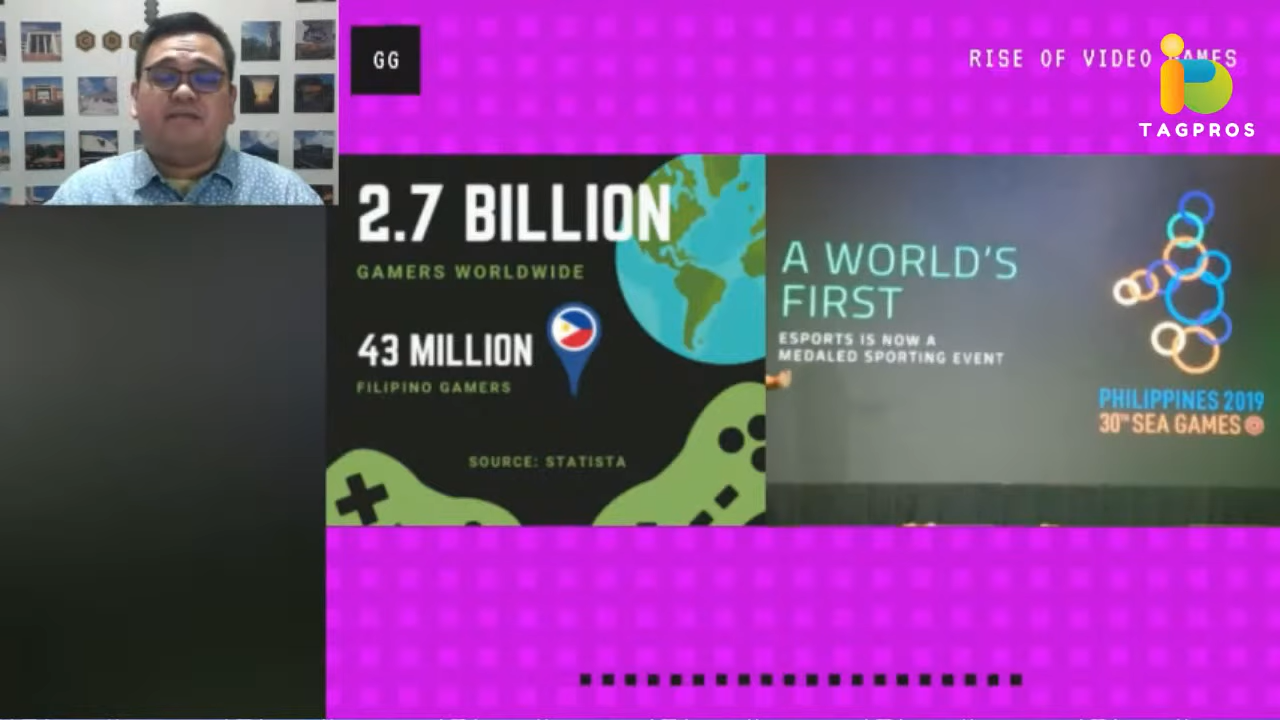 GG
RISE OF VIDEO GAMES
TAGPROS
2.7 BILLION
GAMERS WORLDWIDE
43 MILLION
FILIPINO GAMERS
SOURCE: STATISTA
A WORLD'S
FIRST
ESPORTS IS NOW A
MEDALED SPORTING EVENT
PHILIPPINES 2019
30TH SEA GAMES